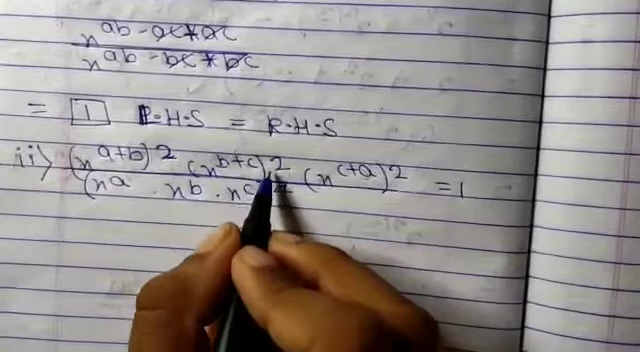 x^ab - ac + ac
x^ab - bc + bc
= 1 L.H.S = R.H.S
ii) (x^a+b)^2 (x^b+c)^2 (x^c+a)^2 = 1
(x^a . x^b . x^c